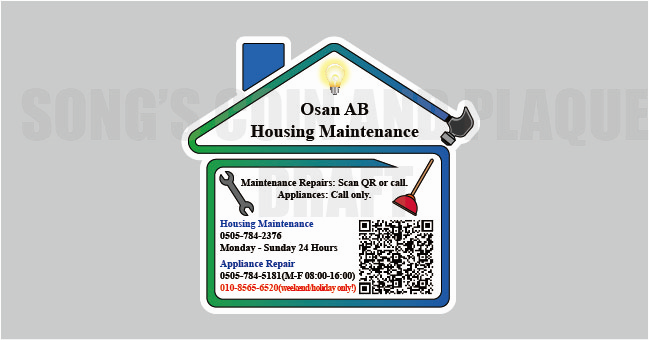 SONG'S COIN AND PLAQUE
DRAFT
Osan AB
Housing Maintenance
Maintenance Repairs: Scan QR or call.
Appliances: Call only.
Housing Maintenance
0505-784-2376
Monday - Sunday 24 Hours
Appliance Repair
0505-784-5181(M-F 08:00-16:00)
010-8565-6520(weekend/holiday only!)